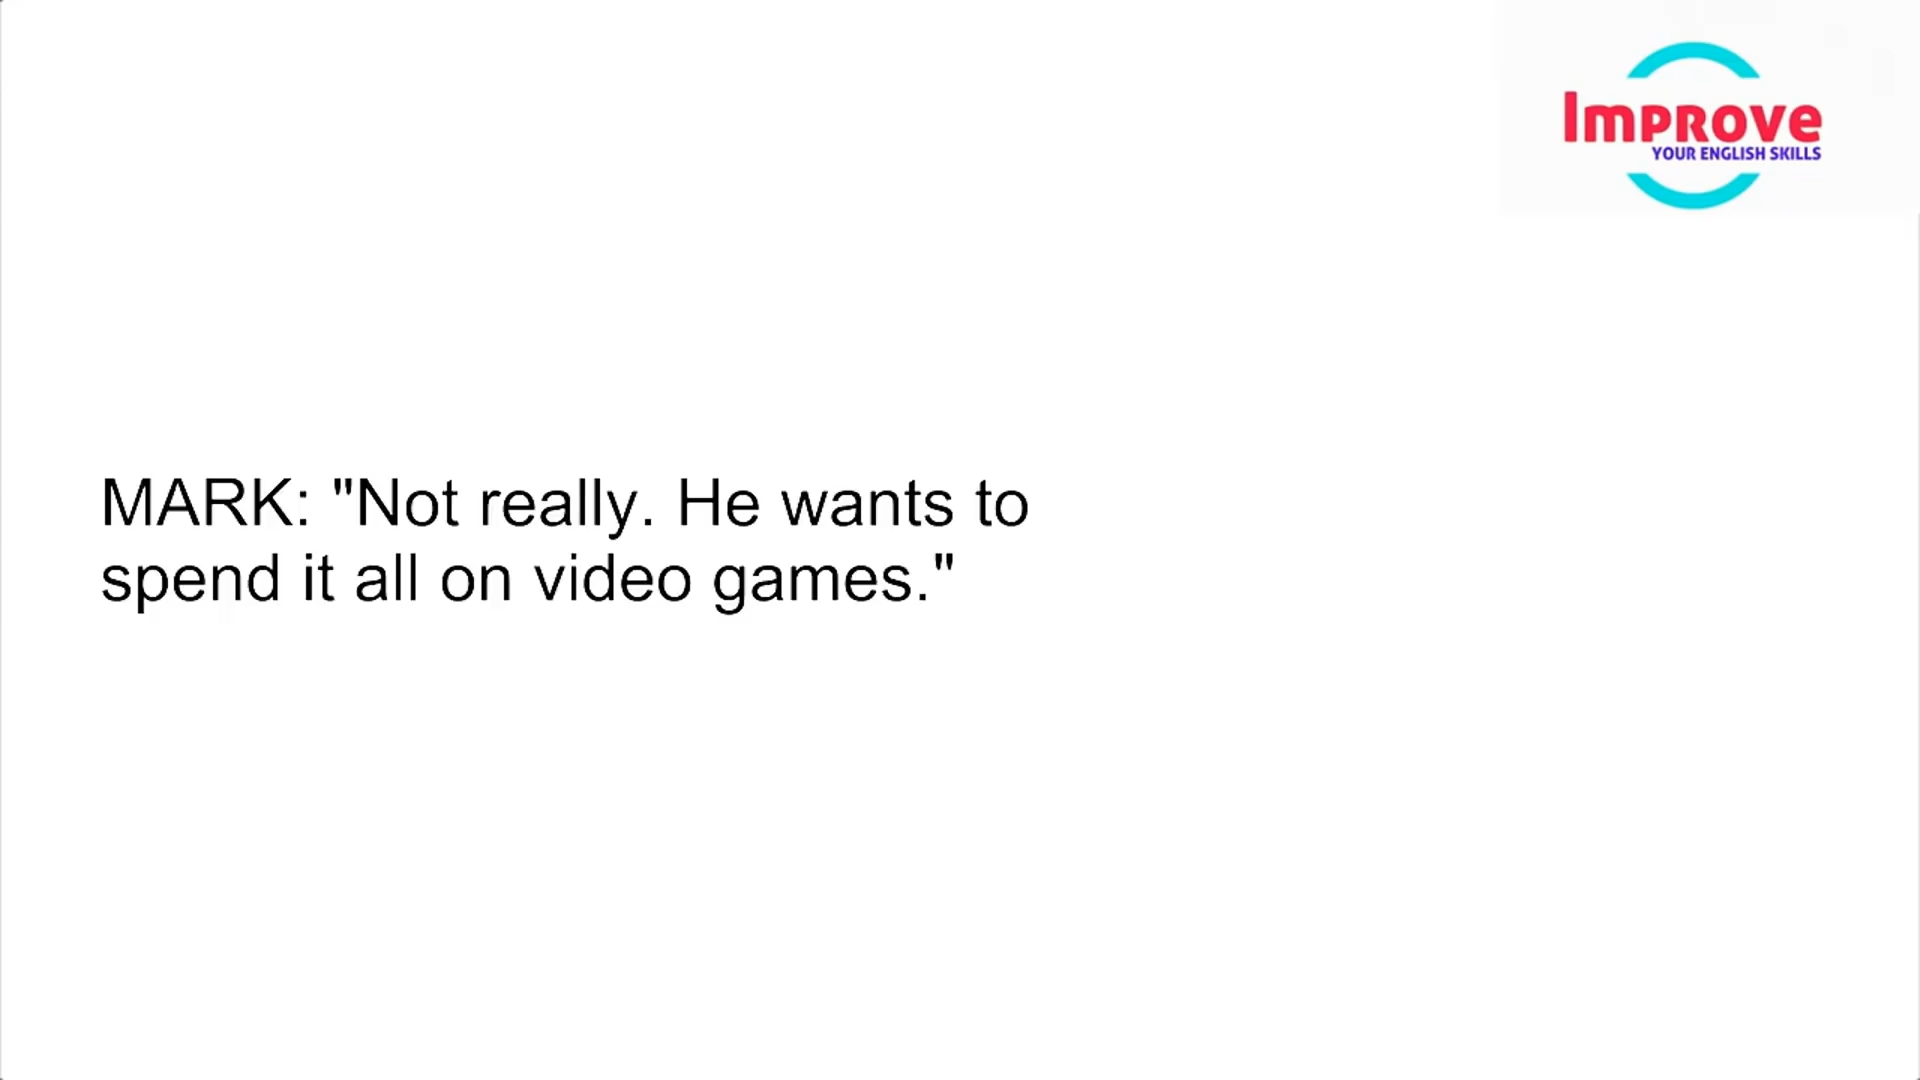 Improve
YOUR ENGLISH SKILLS
MARK: "Not really. He wants to
spend it all on video games."